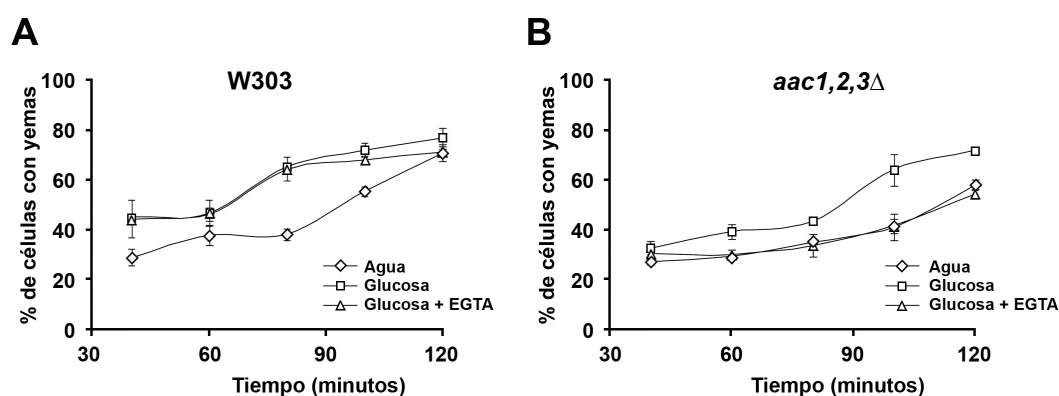 A
W303
% de células con yemas
100
80
60
40
20
0
Agua
Glucosa
Glucosa + EGTA
30
60
90
120
Tiempo (minutos)
B
aac1,2,3Δ
% de células con yemas
100
80
60
40
20
0
Agua
Glucosa
Glucosa + EGTA
30
60
90
120
Tiempo (minutos)